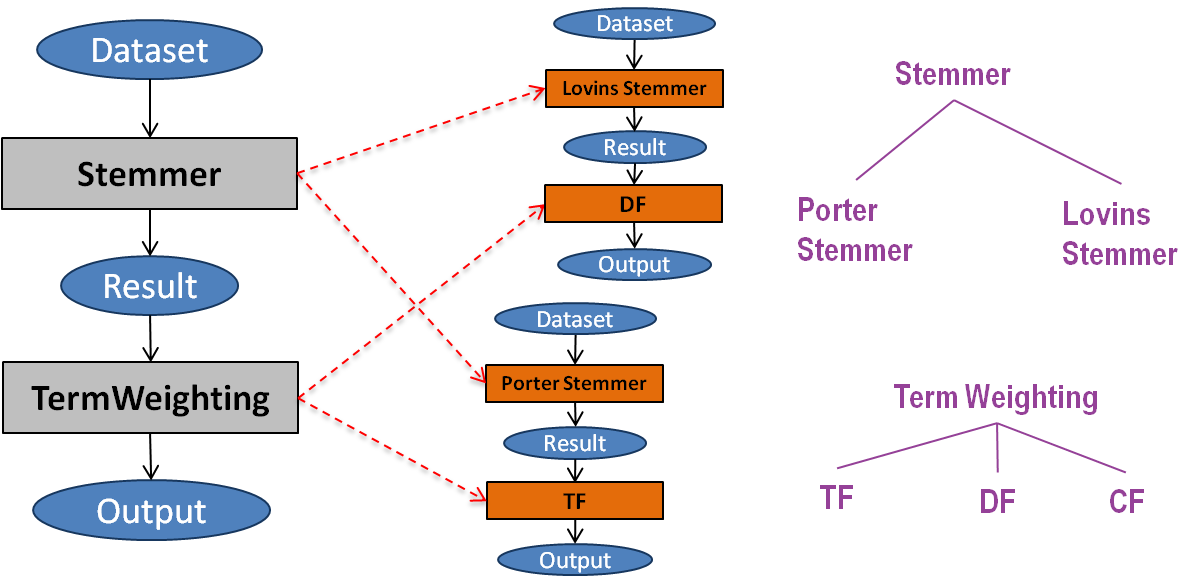 Dataset
Stemmer
Result
TermWeighting
Output
Dataset
Lovins Stemmer
Result
DF
Output
Dataset
Porter Stemmer
Result
TF
Output
Stemmer
Porter
Stemmer
Lovins
Stemmer
Term Weighting
TF
DF
CF